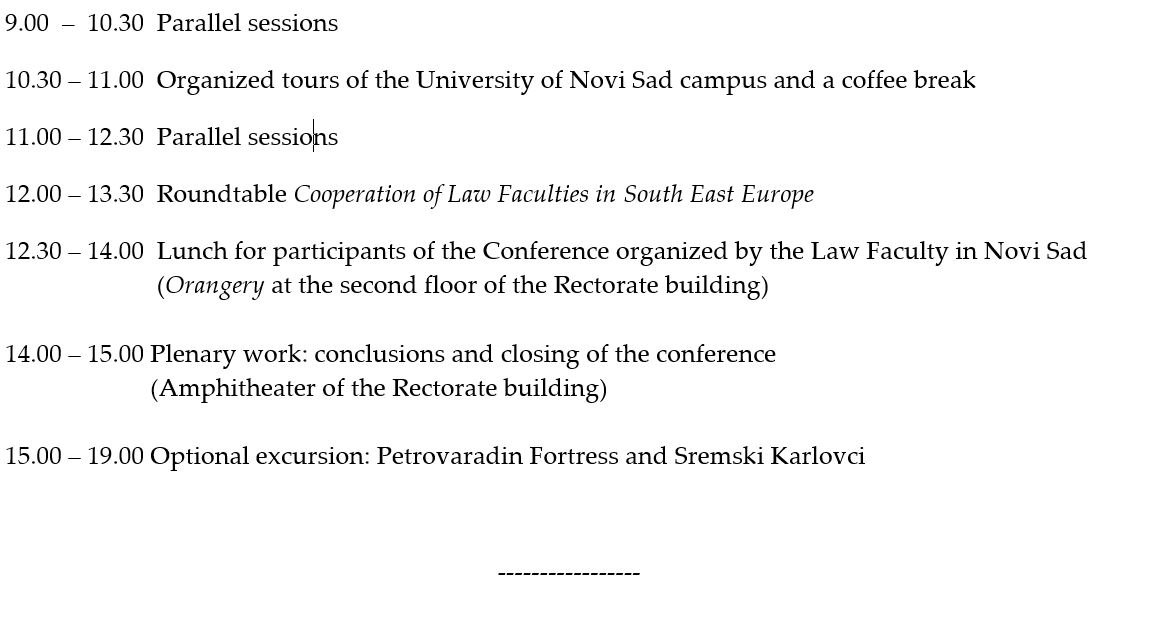 9.00 – 10.30 Parallel sessions
10.30 – 11.00 Organized tours of the University of Novi Sad campus and a coffee break
11.00 – 12.30 Parallel sessions
12.00 – 13.30 Roundtable Cooperation of Law Faculties in South East Europe
12.30 – 14.00 Lunch for participants of the Conference organized by the Law Faculty in Novi Sad
(Orangery at the second floor of the Rectorate building)
14.00 – 15.00 Plenary work: conclusions and closing of the conference
(Amphitheater of the Rectorate building)
15.00 – 19.00 Optional excursion: Petrovaradin Fortress and Sremski Karlovci
-----------------